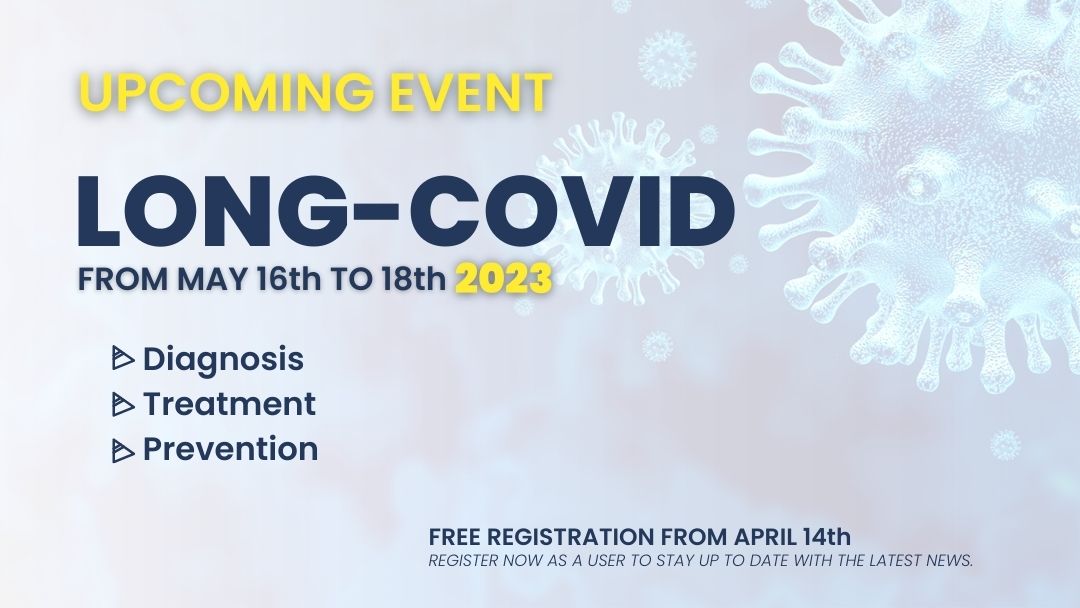 UPCOMING EVENT
LONG-COVID
FROM MAY 16th TO 18th 2023
Diagnosis
Treatment
Prevention
FREE REGISTRATION FROM APRIL 14th
REGISTER NOW AS A USER TO STAY UP TO DATE WITH THE LATEST NEWS.